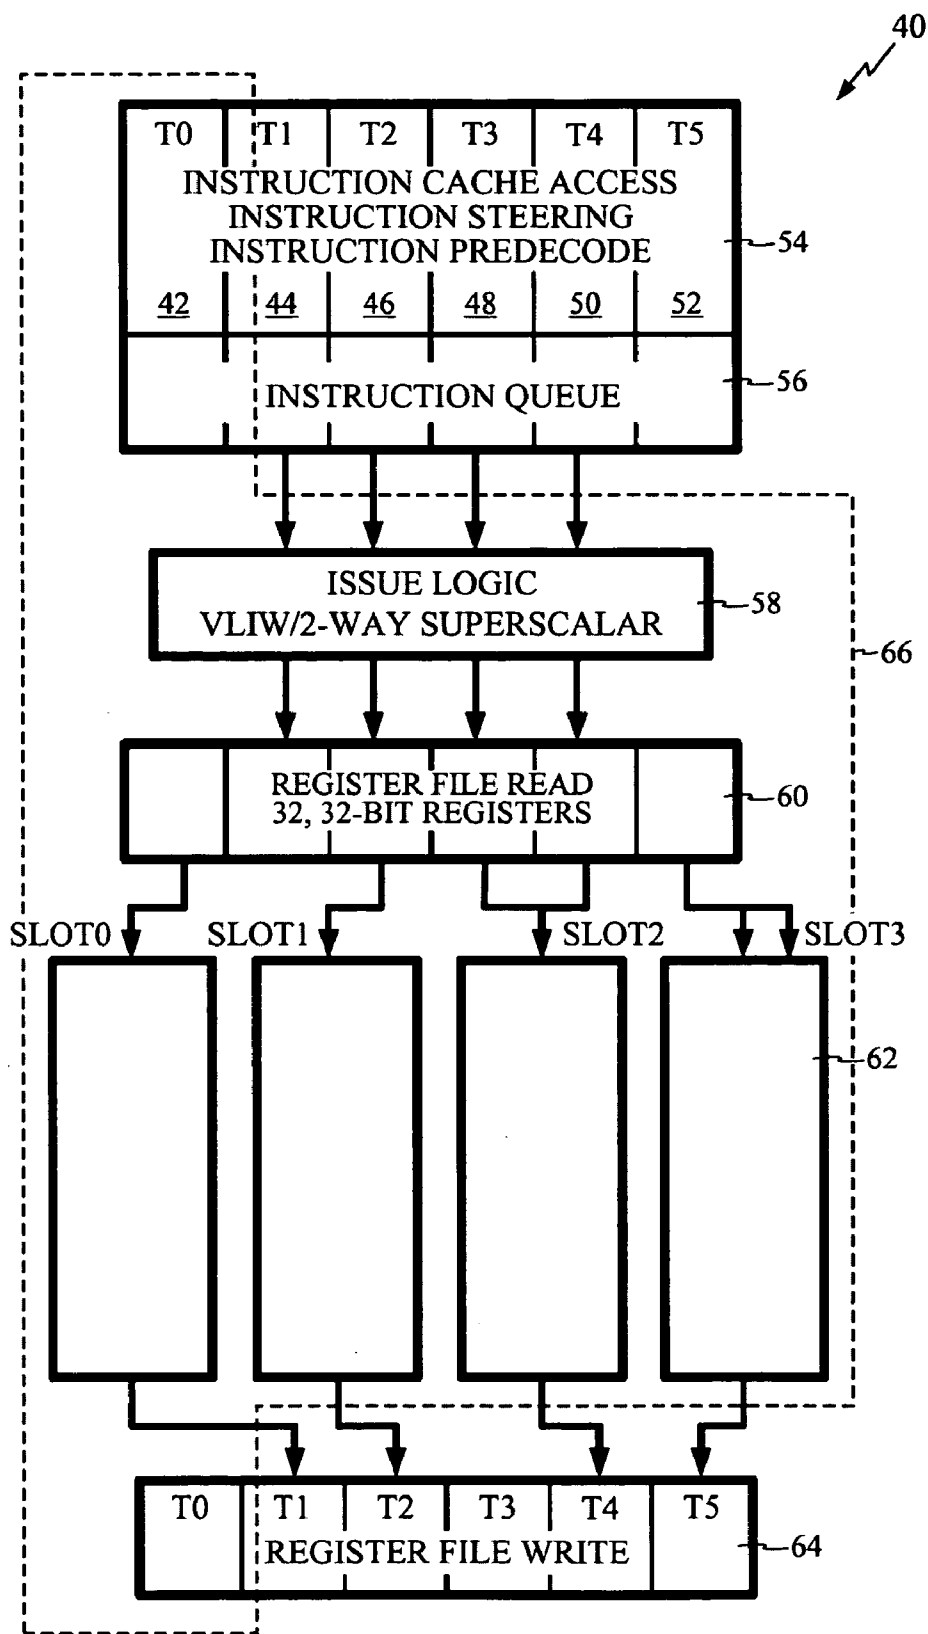 40
T0 T1 T2 T3 T4 T5
INSTRUCTION CACHE ACCESS
INSTRUCTION STEERING
INSTRUCTION PREDECODE
54
42 44 46 48 50 52
INSTRUCTION QUEUE
56
ISSUE LOGIC
VLIW/2-WAY SUPERSCALAR
58
66
REGISTER FILE READ
32, 32-BIT REGISTERS
60
SLOT0 SLOT1 SLOT2 SLOT3
62
T0 T1 T2 T3 T4 T5
REGISTER FILE WRITE
64